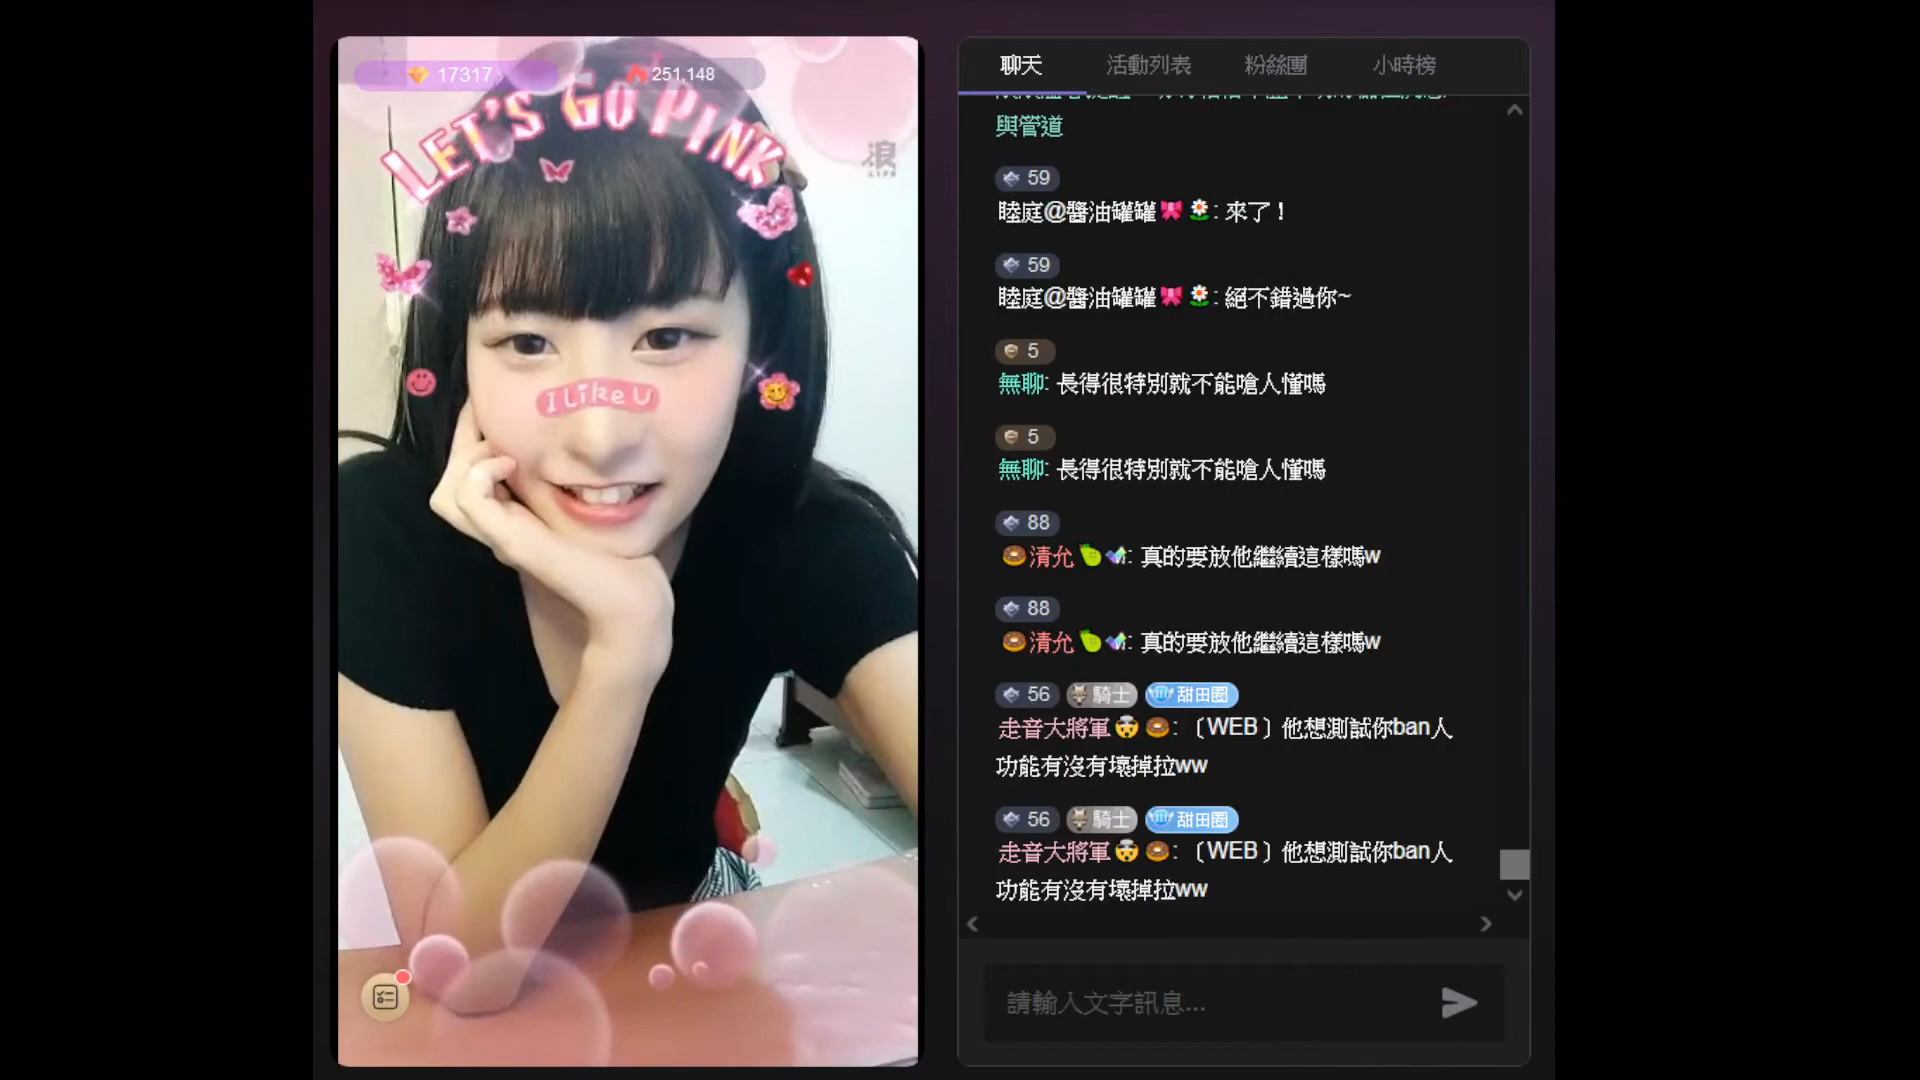 17317
251,148
LET'S GO PINK
浪
LIFE
I Like U
聊天
活動列表
粉絲團
小時榜
與管道
59
睦庭@醬油罐罐🎀🌼: 來了!
59
睦庭@醬油罐罐🎀🌼: 絕不錯過你~
5
無聊: 長得很特別就不能嗆人懂嗎
5
無聊: 長得很特別就不能嗆人懂嗎
88
🍩清允🍐: 真的要放他繼續這樣嗎w
88
🍩清允🍐: 真的要放他繼續這樣嗎w
56 騎士 甜田圈
走音大將軍🤯🍩: 〔WEB〕他想測試你ban人
功能有沒有壞掉拉ww
56 騎士 甜田圈
走音大將軍🤯🍩: 〔WEB〕他想測試你ban人
功能有沒有壞掉拉ww
請輸入文字訊息...